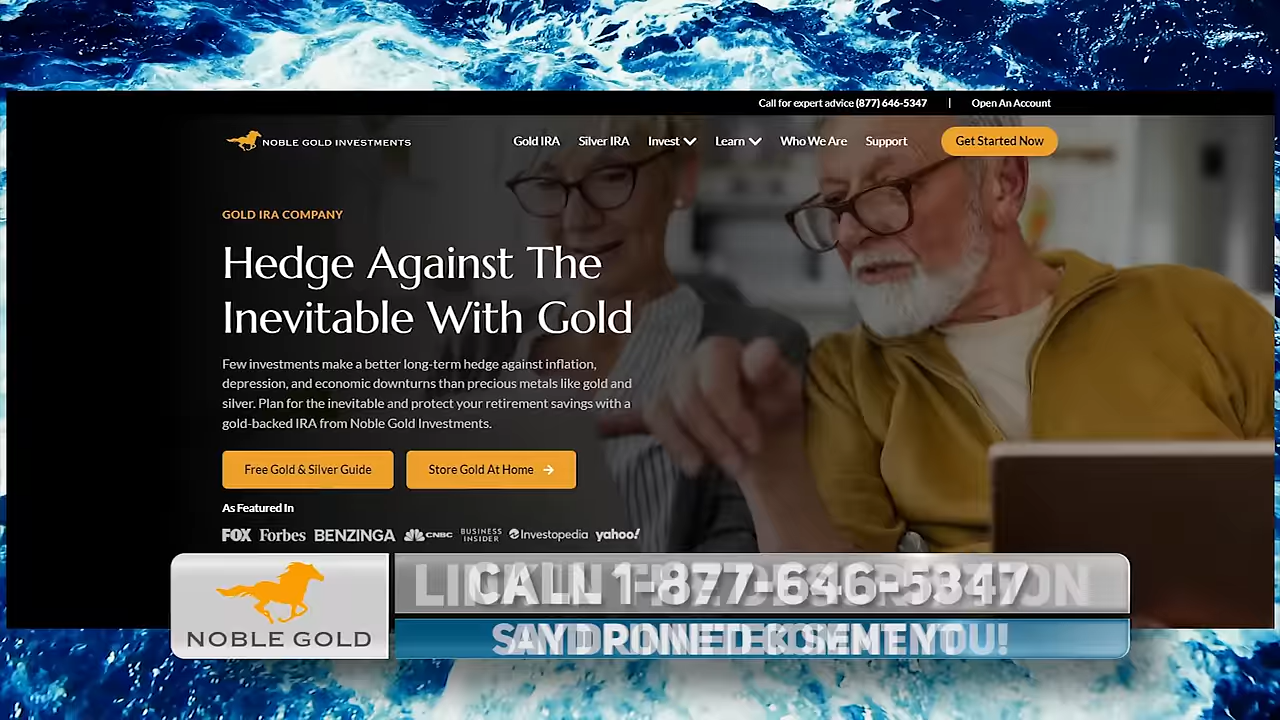 Call for expert advice (877) 646-5347 | Open An Account
NOBLE GOLD INVESTMENTS
Gold IRA Silver IRA Invest Learn Who We Are Support Get Started Now
GOLD IRA COMPANY
Hedge Against The
Inevitable With Gold
Few investments make a better long-term hedge against inflation,
depression, and economic downturns than precious metals like gold and
silver. Plan for the inevitable and protect your retirement savings with a
gold-backed IRA from Noble Gold Investments.
Free Gold & Silver Guide Store Gold At Home →
As Featured In
FOX Forbes BENZINGA CNBC BUSINESS INSIDER Investopedia yahoo!
CALL 1-877-646-5347
NOBLE GOLD